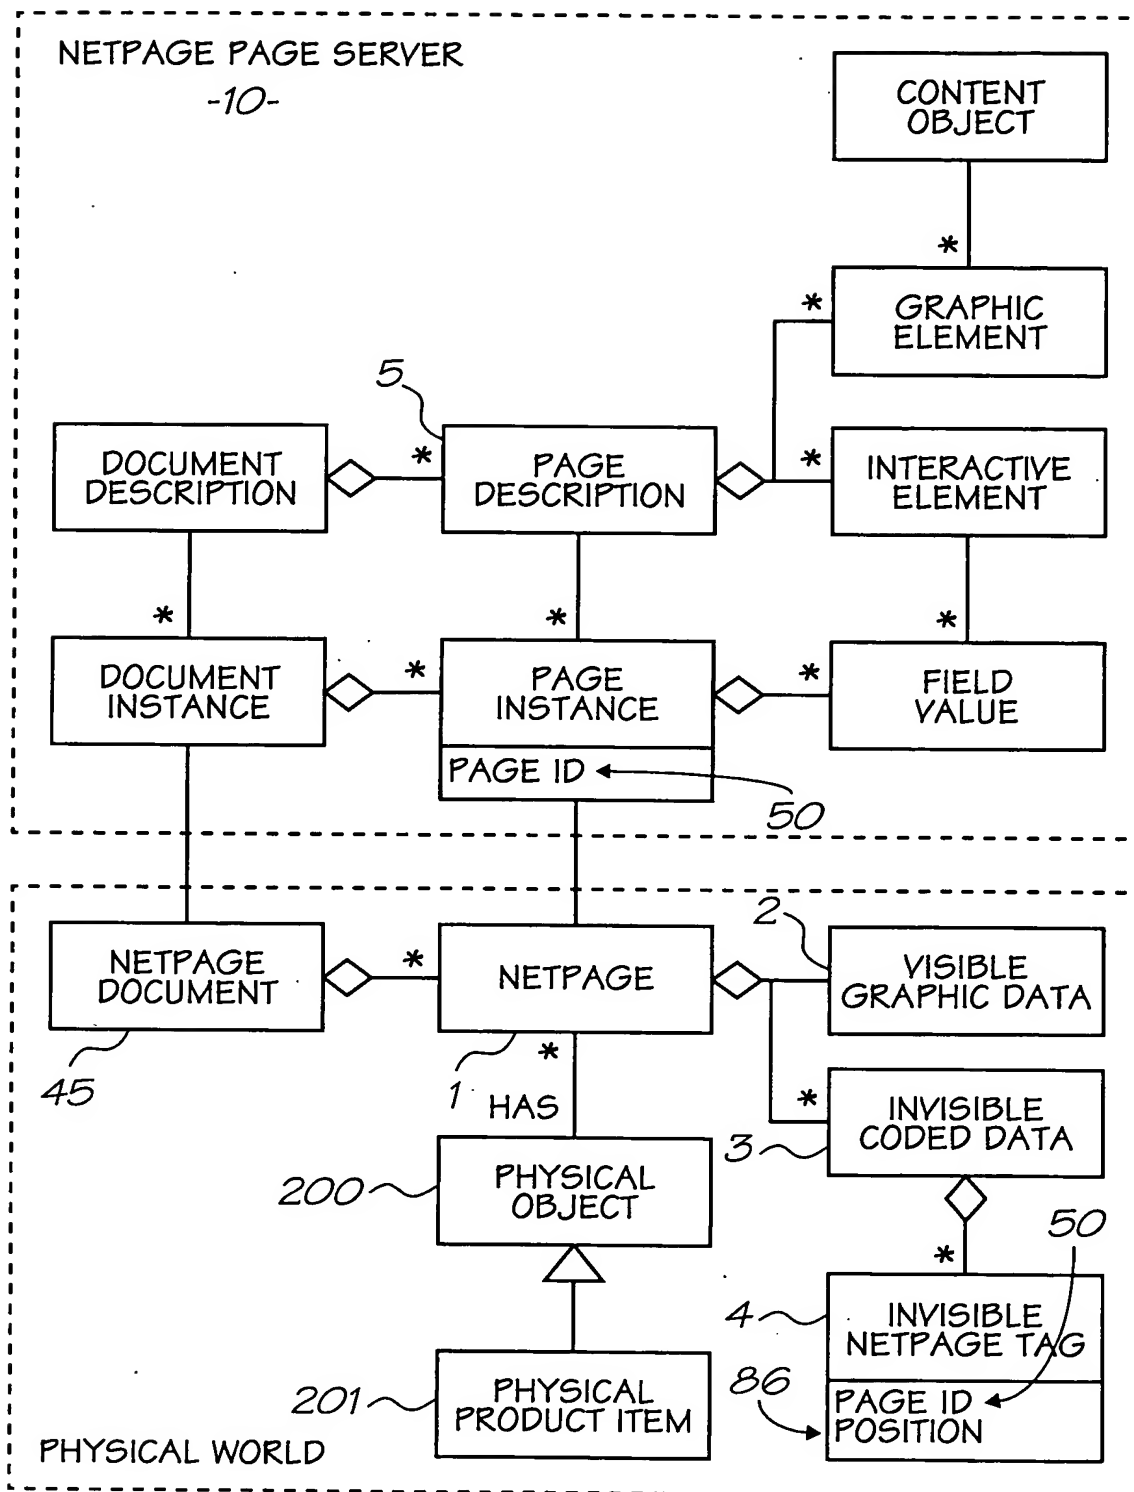 NETPAGE PAGE SERVER
-10-
CONTENT
OBJECT
*
*
GRAPHIC
ELEMENT
5
DOCUMENT
DESCRIPTION
*
PAGE
DESCRIPTION
*
INTERACTIVE
ELEMENT
*
*
*
DOCUMENT
INSTANCE
*
PAGE
INSTANCE
*
FIELD
VALUE
PAGE ID
50
NETPAGE
DOCUMENT
*
NETPAGE
2
VISIBLE
GRAPHIC DATA
45
1
*
HAS
*
3
INVISIBLE
CODED DATA
200
PHYSICAL
OBJECT
*
50
4
INVISIBLE
NETPAGE TAG
86
PAGE ID
POSITION
201
PHYSICAL
PRODUCT ITEM
PHYSICAL WORLD